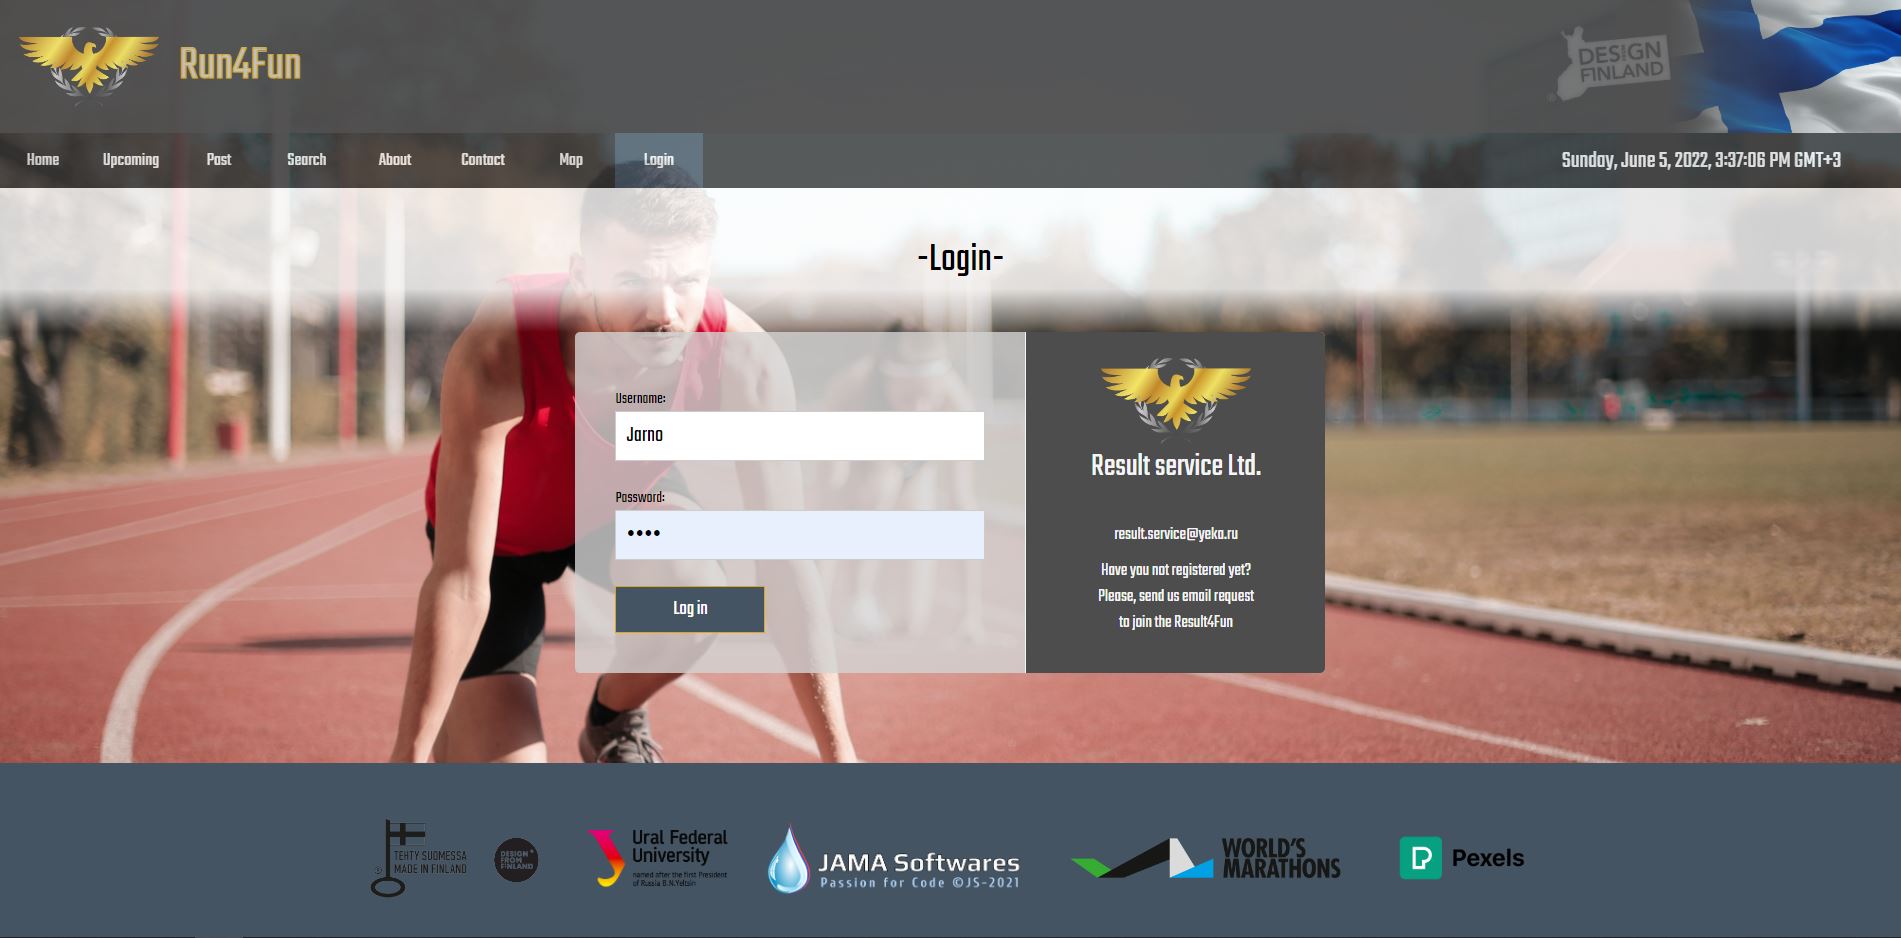 Run4Fun
DESIGN
FINLAND
Home Upcoming Past Search About Contact Map Login
Sunday, June 5, 2022, 3:37:06 PM GMT+3
-Login-
Username:
Jarno
Password:
••••
Log in
Result service Ltd.
result.service@yeka.ru
Have you not registered yet?
Please, send us email request
to join the Result4Fun
® TEHTY SUOMESSA
MADE IN FINLAND
DESIGN
FROM
FINLAND
Ural Federal
University
named after the first President
of Russia B.N.Yeltsin
JAMA Softwares
Passion for Code ©JS-2021
WORLD'S
MARATHONS
Pexels